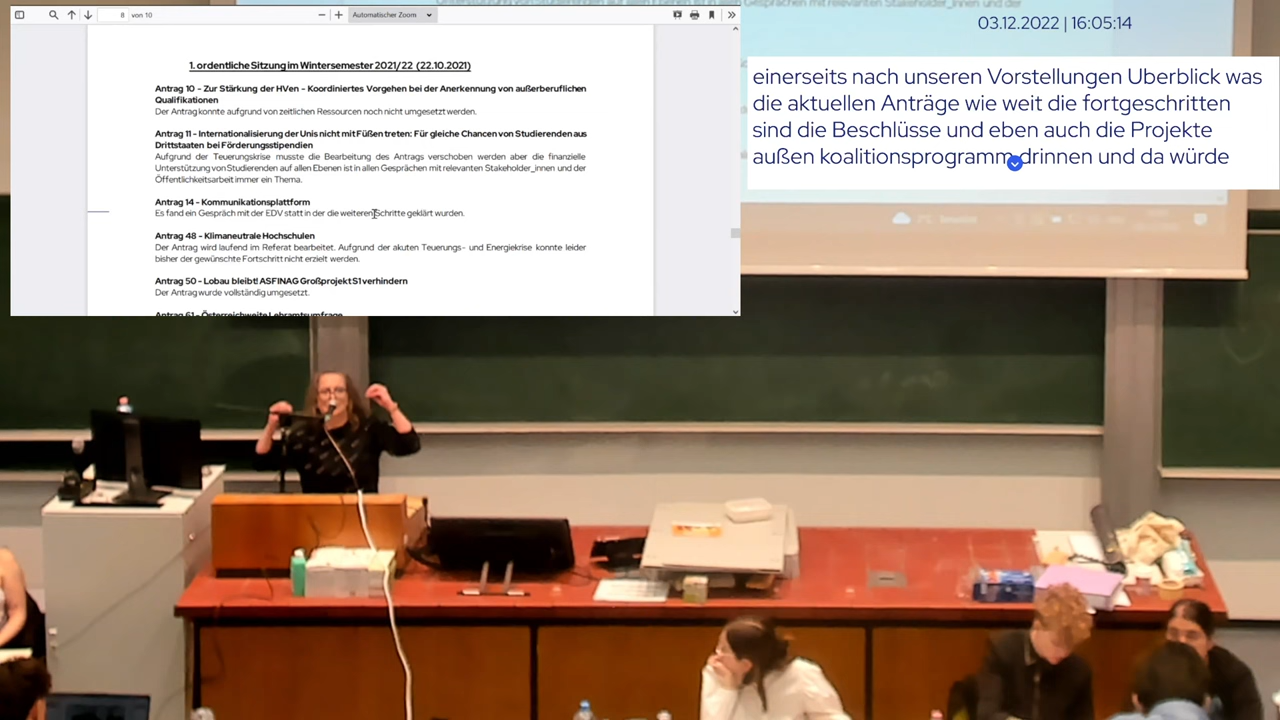 8 von 10
Automatischer Zoom
1. ordentliche Sitzung im Wintersemester 2021/22 (22.10.2021)
Antrag 10 - Zur Stärkung der HVen - Koordiniertes Vorgehen bei der Anerkennung von außerberuflichen
Qualifikationen
Der Antrag konnte aufgrund von zeitlichen Ressourcen noch nicht umgesetzt werden.
Antrag 11 - Internationalisierung der Unis nicht mit Füßen treten: Für gleiche Chancen von Studierenden aus
Drittstaaten bei Förderungsstipendien
Aufgrund der Teuerungskrise musste die Bearbeitung des Antrags verschoben werden aber die finanzielle
Unterstützung von Studierenden auf allen Ebenen ist in allen Gesprächen mit relevanten Stakeholder_innen und der
Öffentlichkeitsarbeit immer ein Thema.
Antrag 14 - Kommunikationsplattform
Es fand ein Gespräch mit der EDV statt in der die weiteren Schritte geklärt wurden.
Antrag 48 - Klimaneutrale Hochschulen
Der Antrag wird laufend im Referat bearbeitet. Aufgrund der akuten Teuerungs- und Energiekrise konnte leider
bisher der gewünschte Fortschritt nicht erzielt werden.
Antrag 50 - Lobau bleibt! ASFINAG Großprojekt S1 verhindern
Der Antrag wurde vollständig umgesetzt.
Antrag 61 - Österreichweite Lehramtsumfrage
03.12.2022 | 16:05:14
einerseits nach unseren Vorstellungen Überblick was
die aktuellen Anträge wie weit die fortgeschritten
sind die Beschlüsse und eben auch die Projekte
außen koalitionsprogramm drinnen und da würde